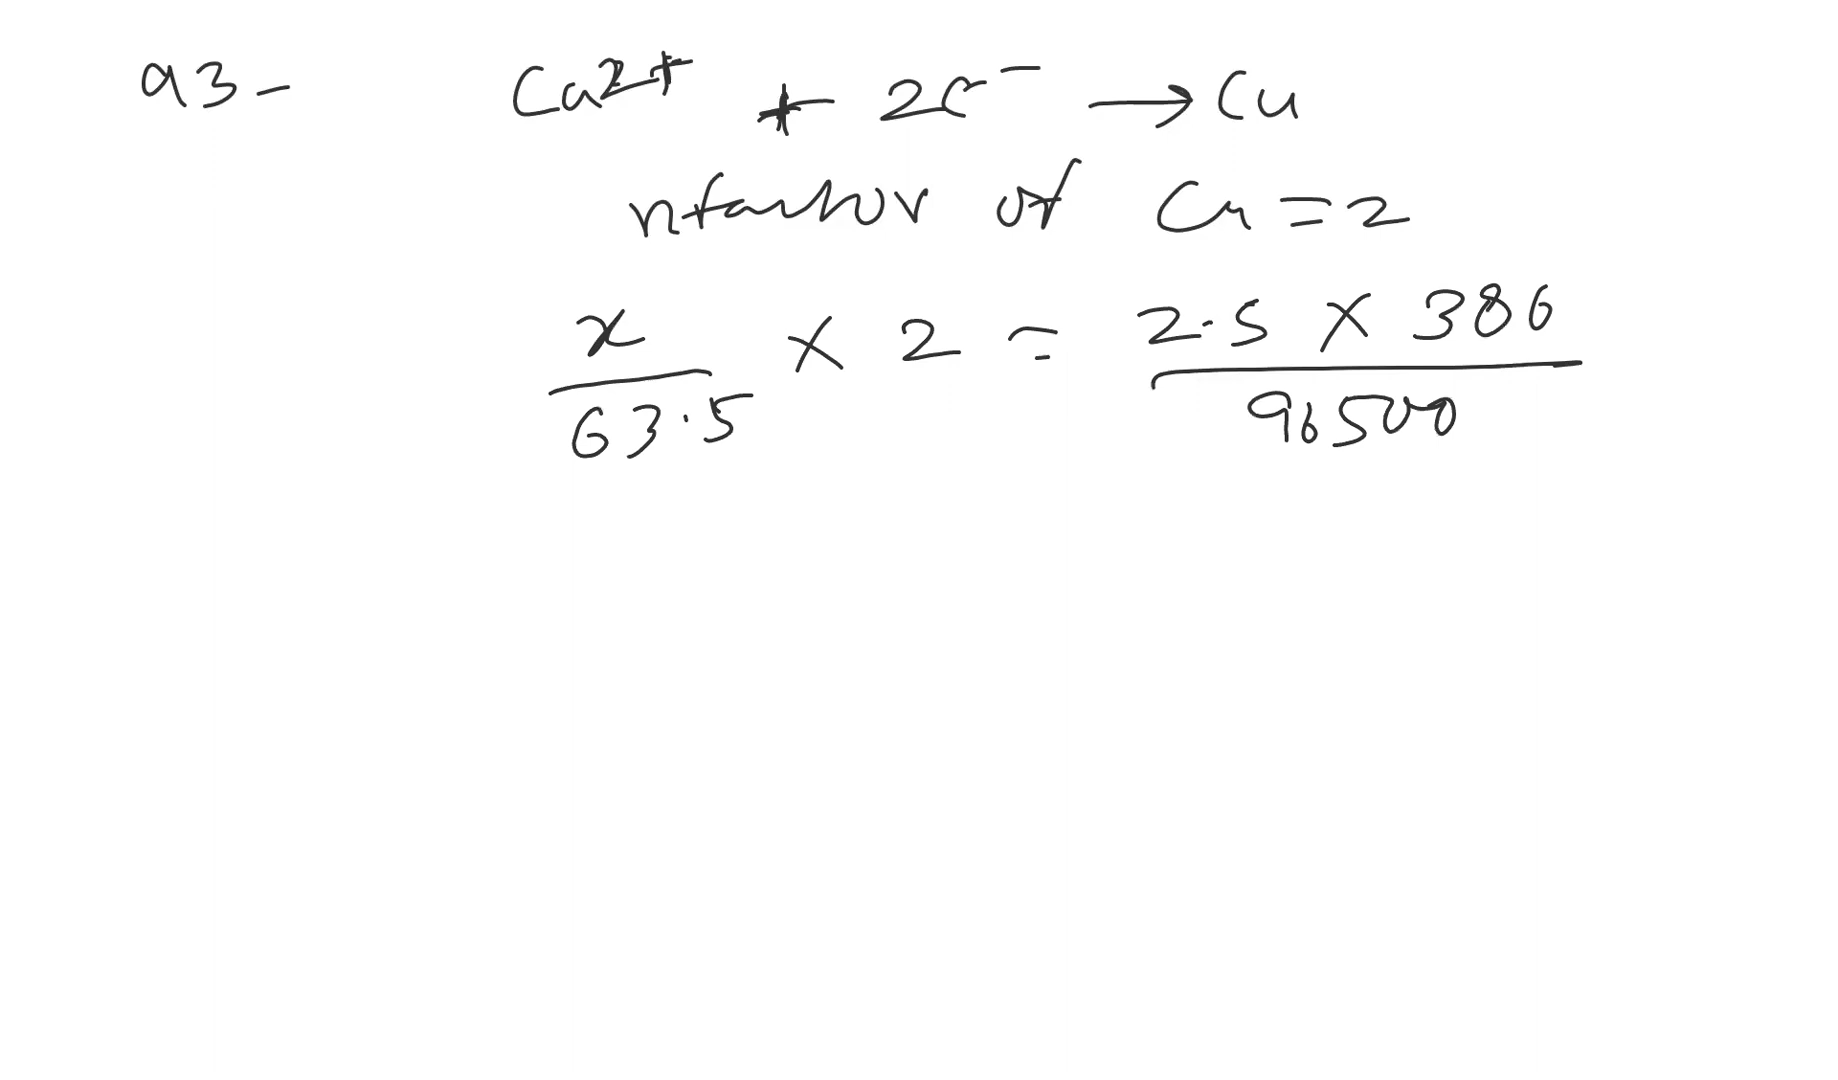 Q3- Cu2+ + 2e- → Cu
nfactor of Cu = 2
x/63.5 × 2 = 2.5 × 386/96500